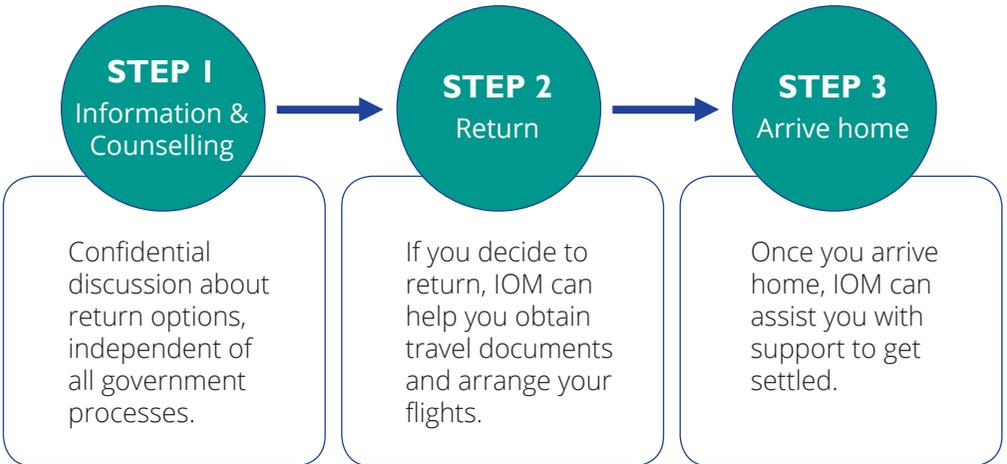 STEP 1
Information &
Counselling
Confidential
discussion about
return options,
independent of
all government
processes.
STEP 2
Return
If you decide to
return, IOM can
help you obtain
travel documents
and arrange your
flights.
STEP 3
Arrive home
Once you arrive
home, IOM can
assist you with
support to get
settled.